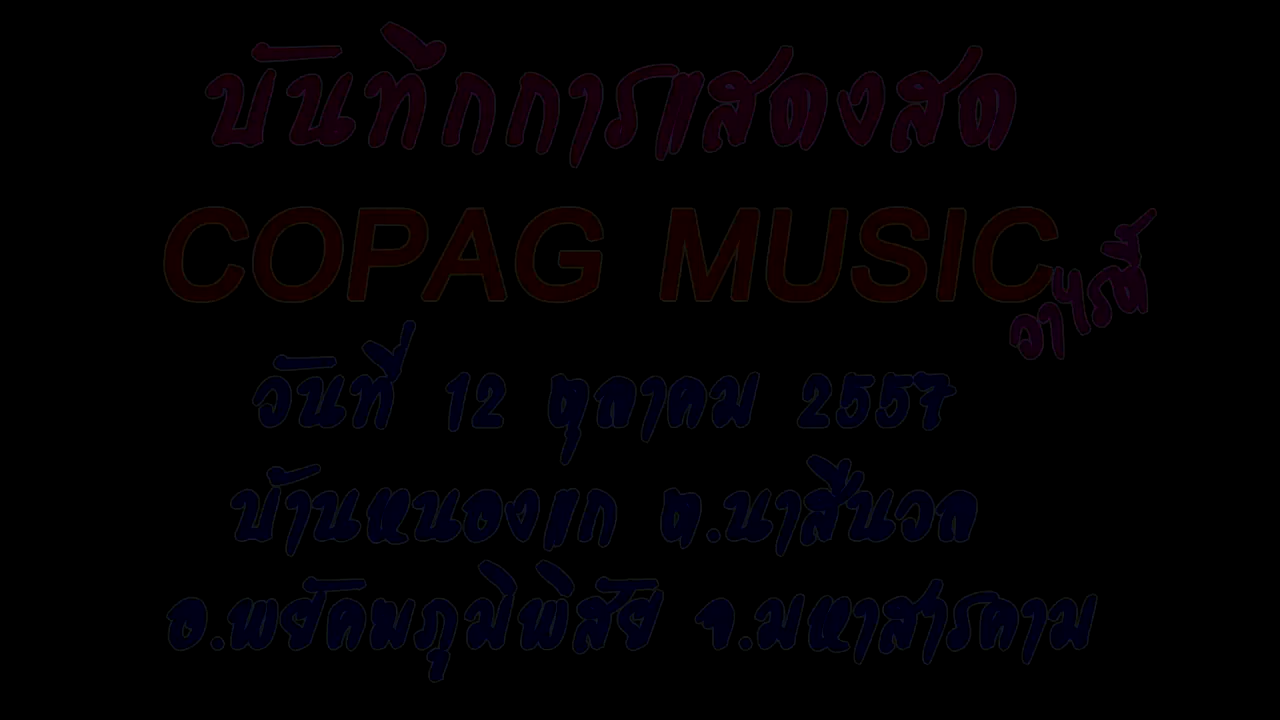 บันทึกการแสดงสด
COPAG MUSIC
วาไรตี้
วันที่ 12 ตุลาคม 2557
บ้านหนองแก ต.นาสีนวล
อ.พยัคฆภูมิพิสัย จ.มหาสารคาม